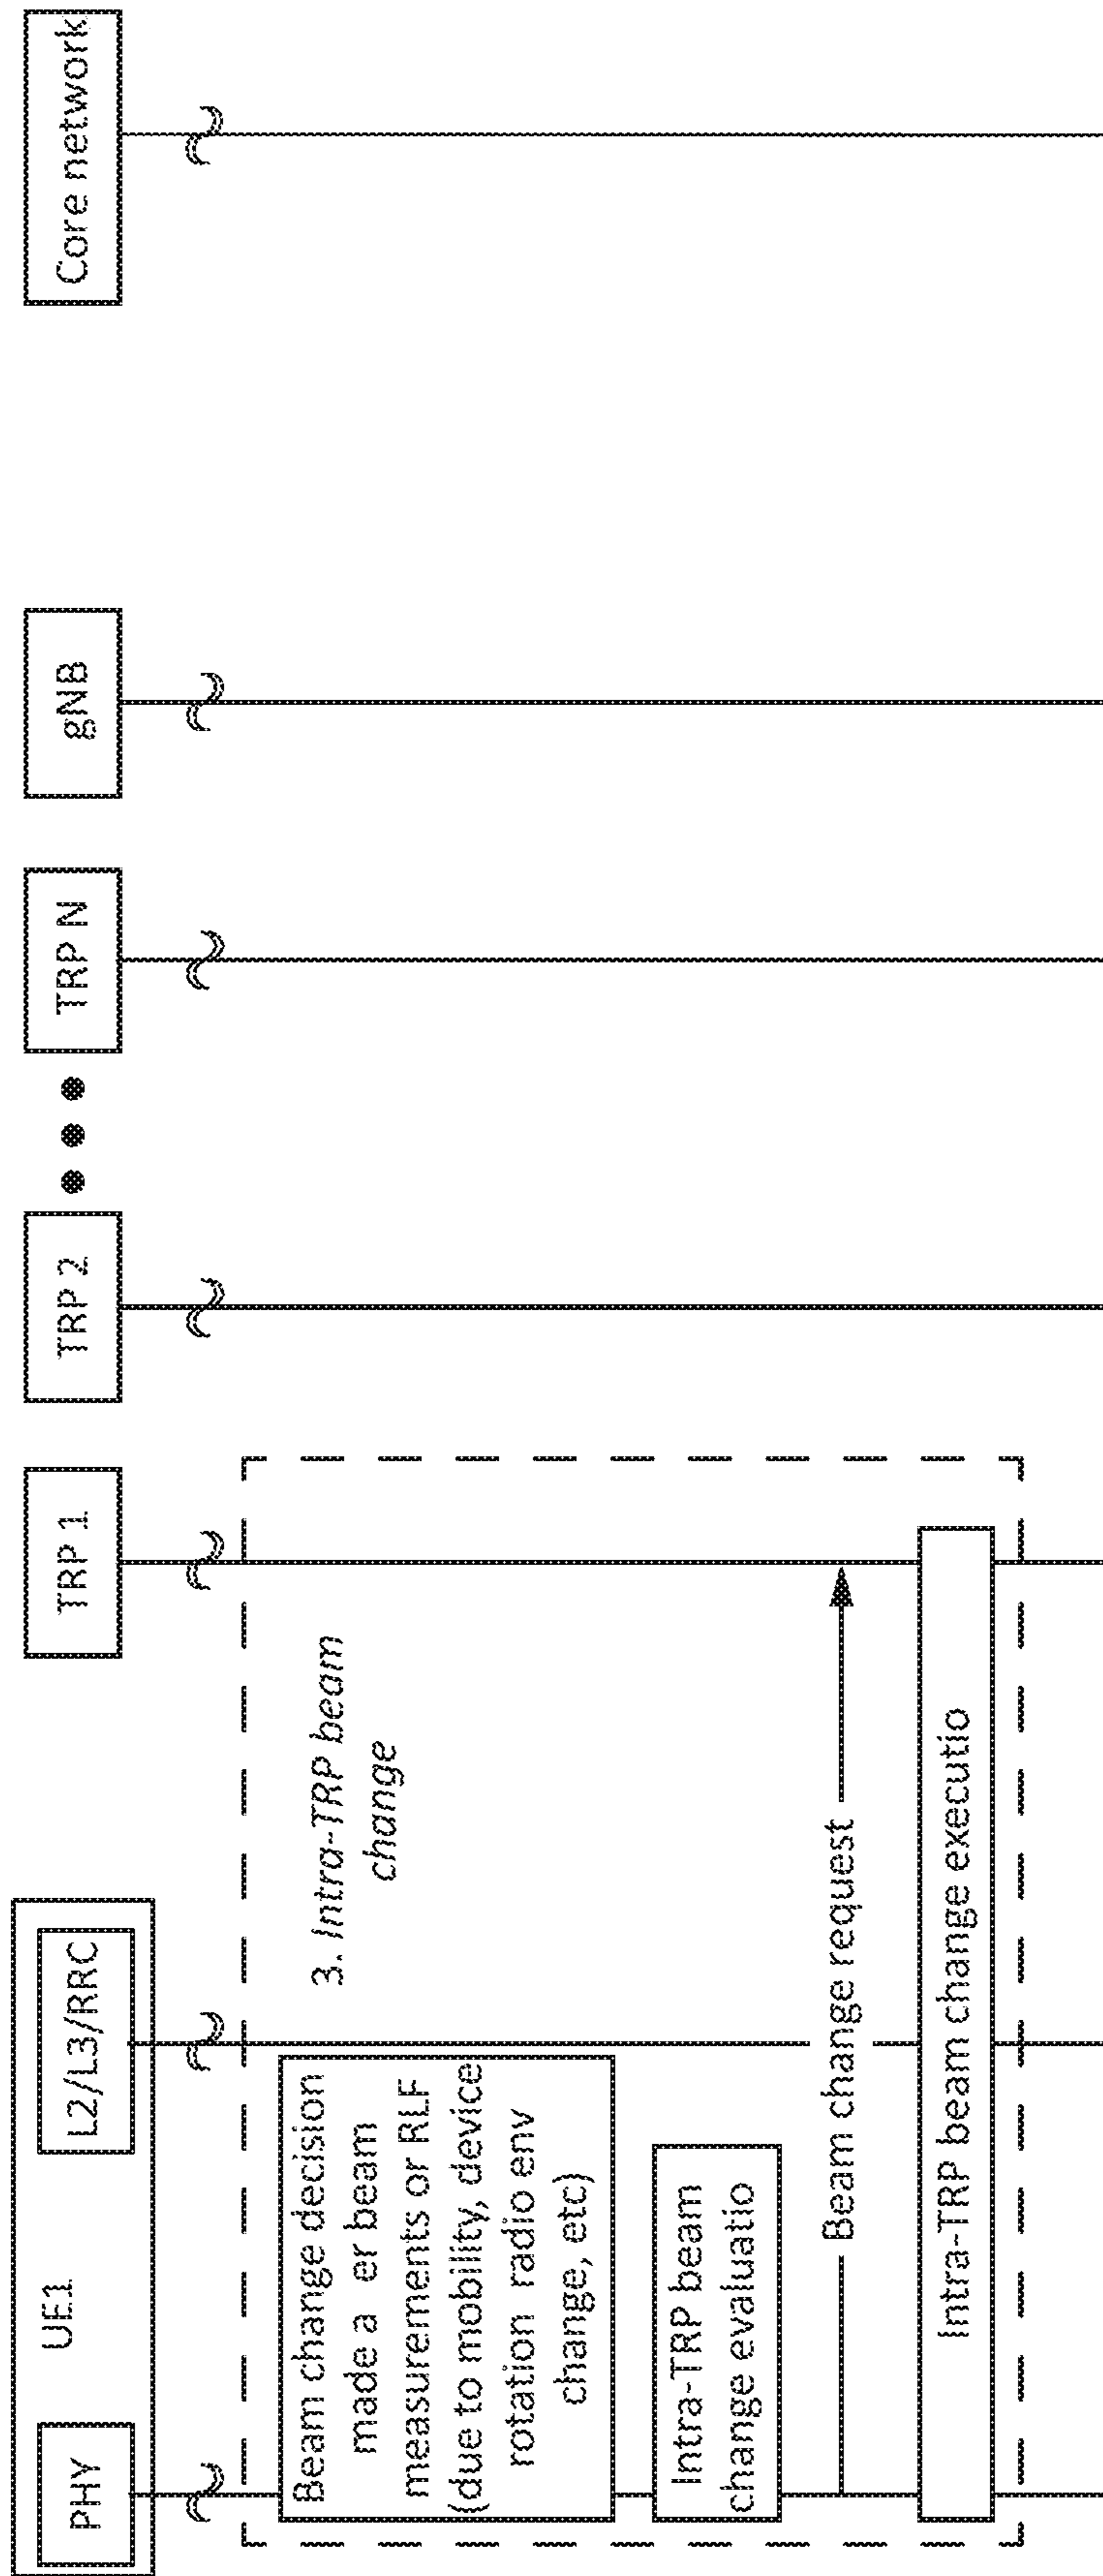 UE1
PHY
L2/L3/RRC
TRP 1
TRP 2
TRP N
gNB
Core network
3. Intra-TRP beam
change
Beam change decision
made a er beam
measurements or RLF
(due to mobility, device
rotation radio env
change, etc)
Intra-TRP beam
change evaluatio
Beam change request
Intra-TRP beam change executio